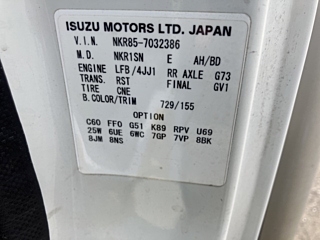 ISUZU MOTORS LTD. JAPAN
V.I.N. NKR85-7032386
M.D. NKR1SN E AH/BD
ENGINE LFB /4JJ1 RR AXLE G73
TRANS. RST FINAL GV1
TIRE CNE
B.COLOR/TRIM 729/155
OPTION
C60 FF0 G51 K89 RPV U69
25W 6UE 6WC 7GP 7VP 8BK
8JM 8NS